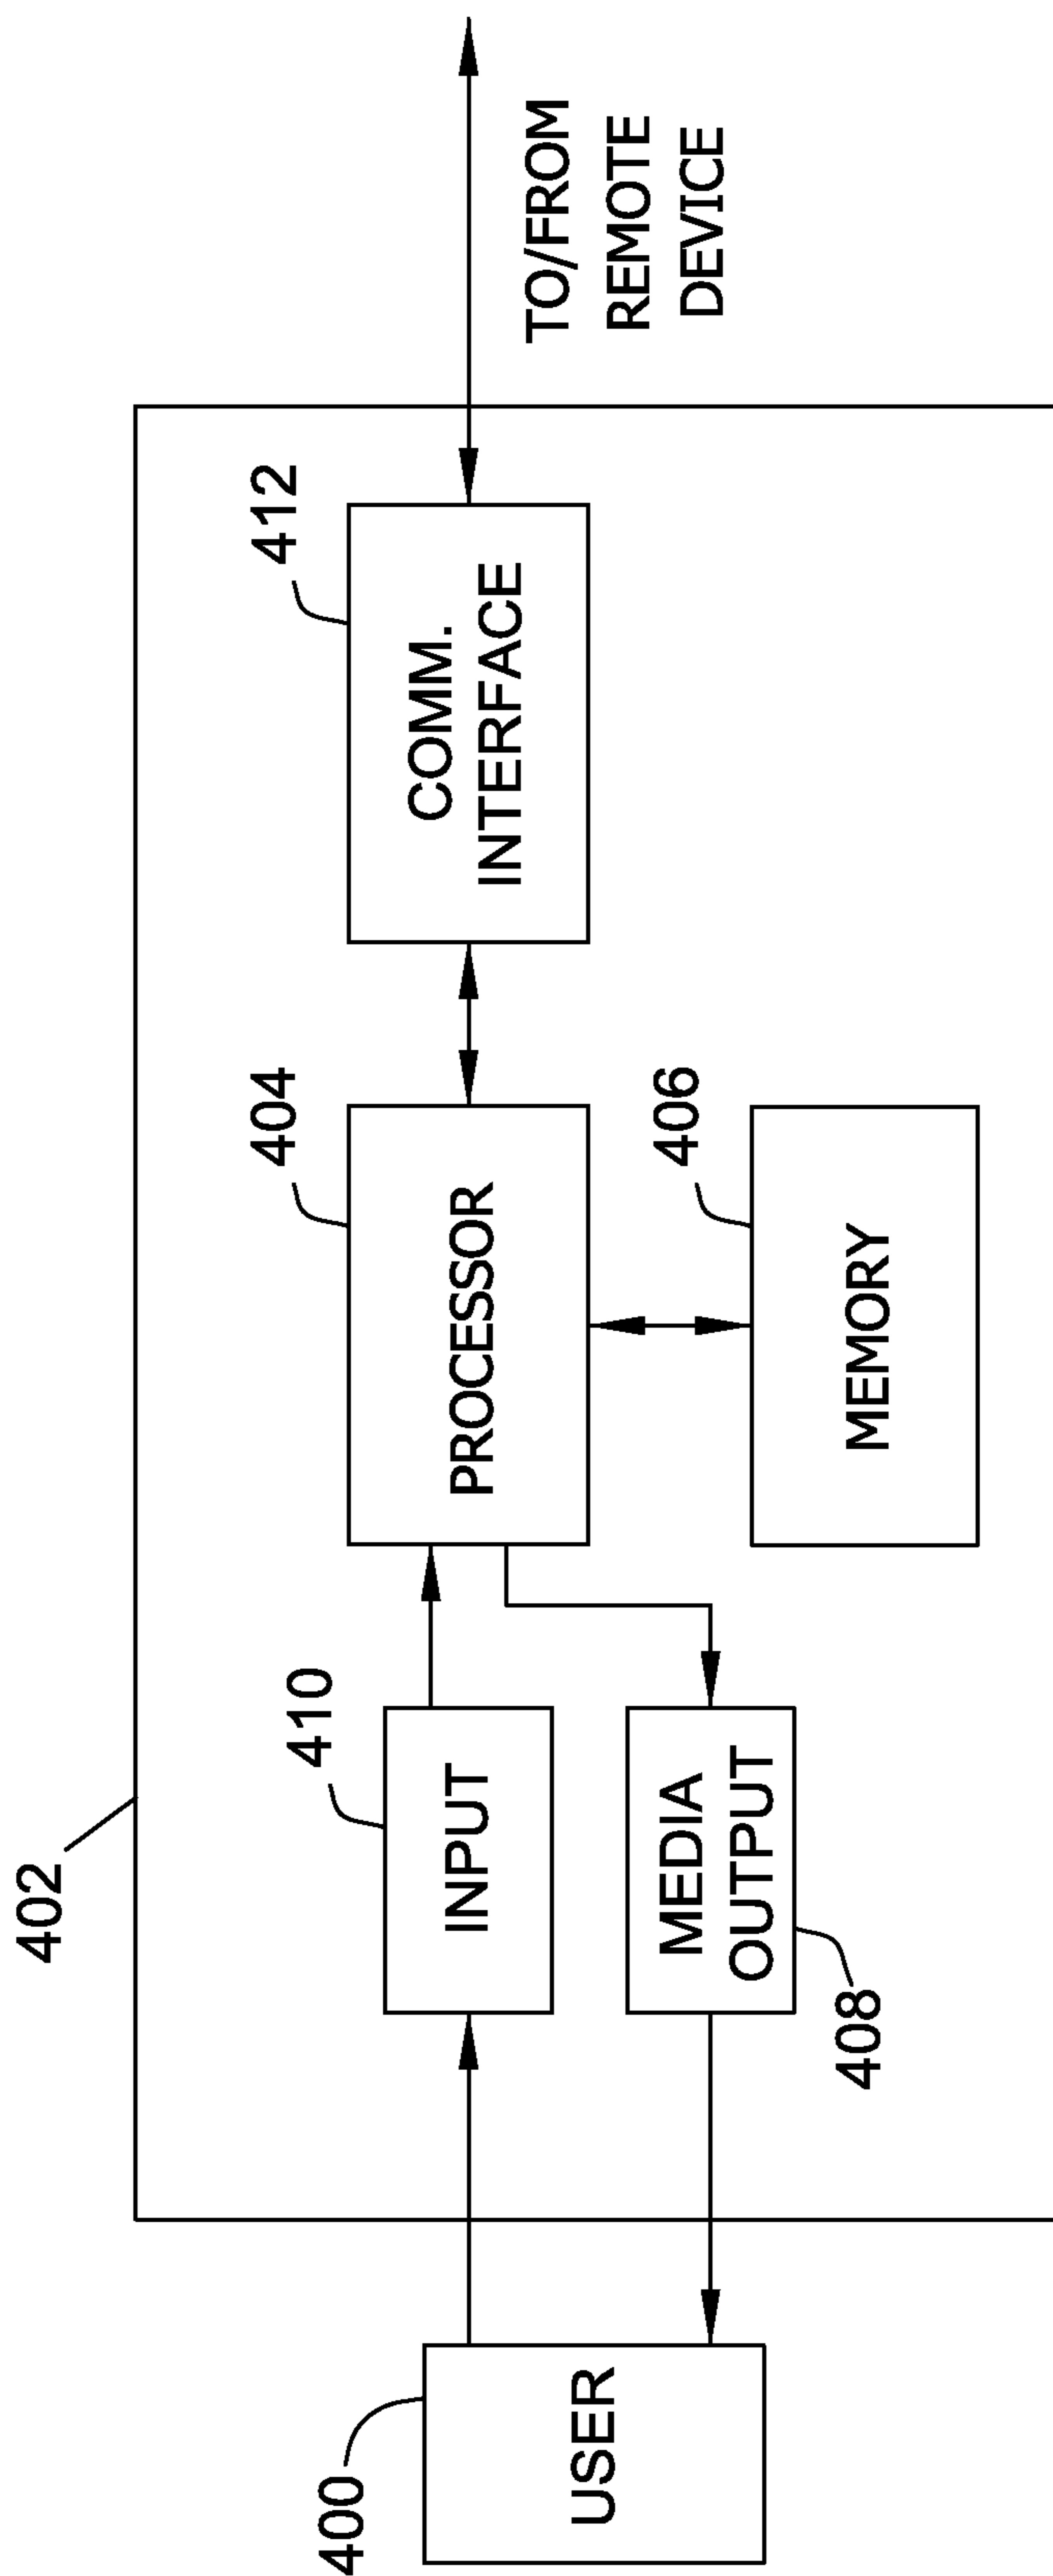 402
400
USER
410
INPUT
MEDIA
OUTPUT
408
404
PROCESSOR
406
MEMORY
412
COMM.
INTERFACE
TO/FROM
REMOTE
DEVICE